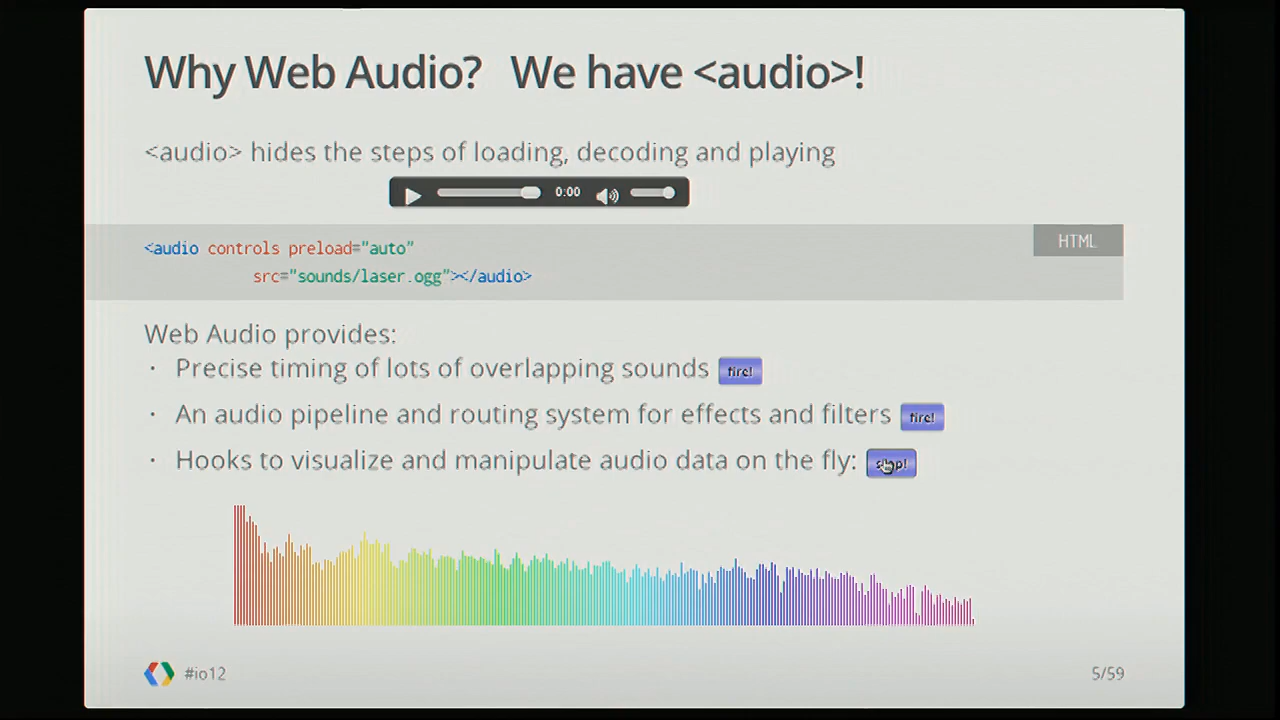 Why Web Audio? We have <audio>!
<audio> hides the steps of loading, decoding and playing
0:00
<audio controls preload="auto"
HTML
src="sounds/laser.ogg"></audio>
Web Audio provides:
· Precise timing of lots of overlapping sounds fire!
· An audio pipeline and routing system for effects and filters fire!
· Hooks to visualize and manipulate audio data on the fly:
#io12
5/59